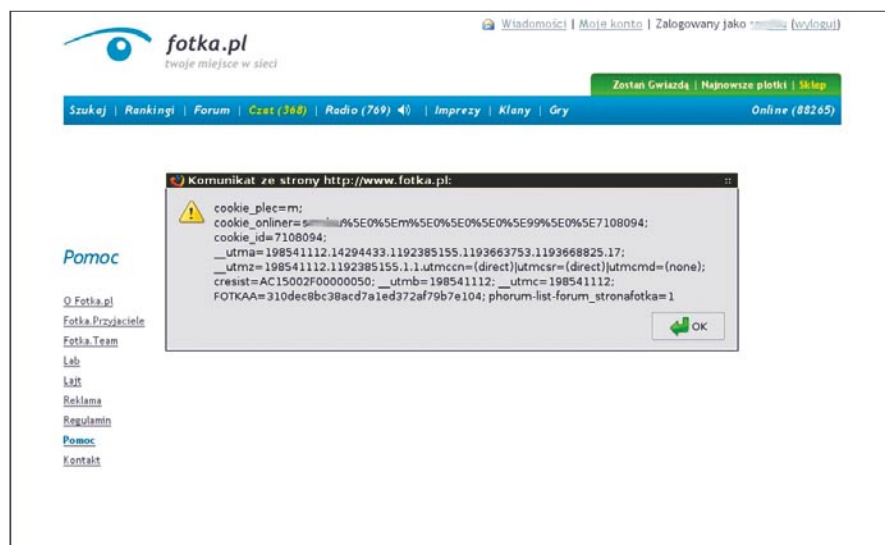 Wiadomości | Moje konto | Zalogowany jako (wyloguj)
fotka.pl
twoje miejsce w sieci
Zostań Gwiazdą | Najnowsze plotki | Sklep
Szukaj | Rankingi | Forum | Czat (368) | Radio (769) | Imprezy | Klany | Gry Online (88265)
Komunikat ze strony http://www.fotka.pl:
cookie_plec=m;
cookie_onliner=%5E0%5Em%5E0%5E0%5E0%5E99%5E0%5E7108094;
cookie_id=7108094;
__utma=198541112.14294433.1192385155.1193663753.1193668825.17;
__utmz=198541112.1192385155.1.1.utmccn=(direct)|utmcsr=(direct)|utmcmd=(none);
cresist=AC15002F00000050; __utmb=198541112; __utmc=198541112;
FOTKAA=310dec8bc38acd7a1ed372af79b7e104; phorum-list-forum_stronafotka=1
OK
Pomoc
O Fotka.pl
Fotka.Przyjaciele
Fotka.Team
Lab
Lajt
Reklama
Regulamin
Pomoc
Kontakt